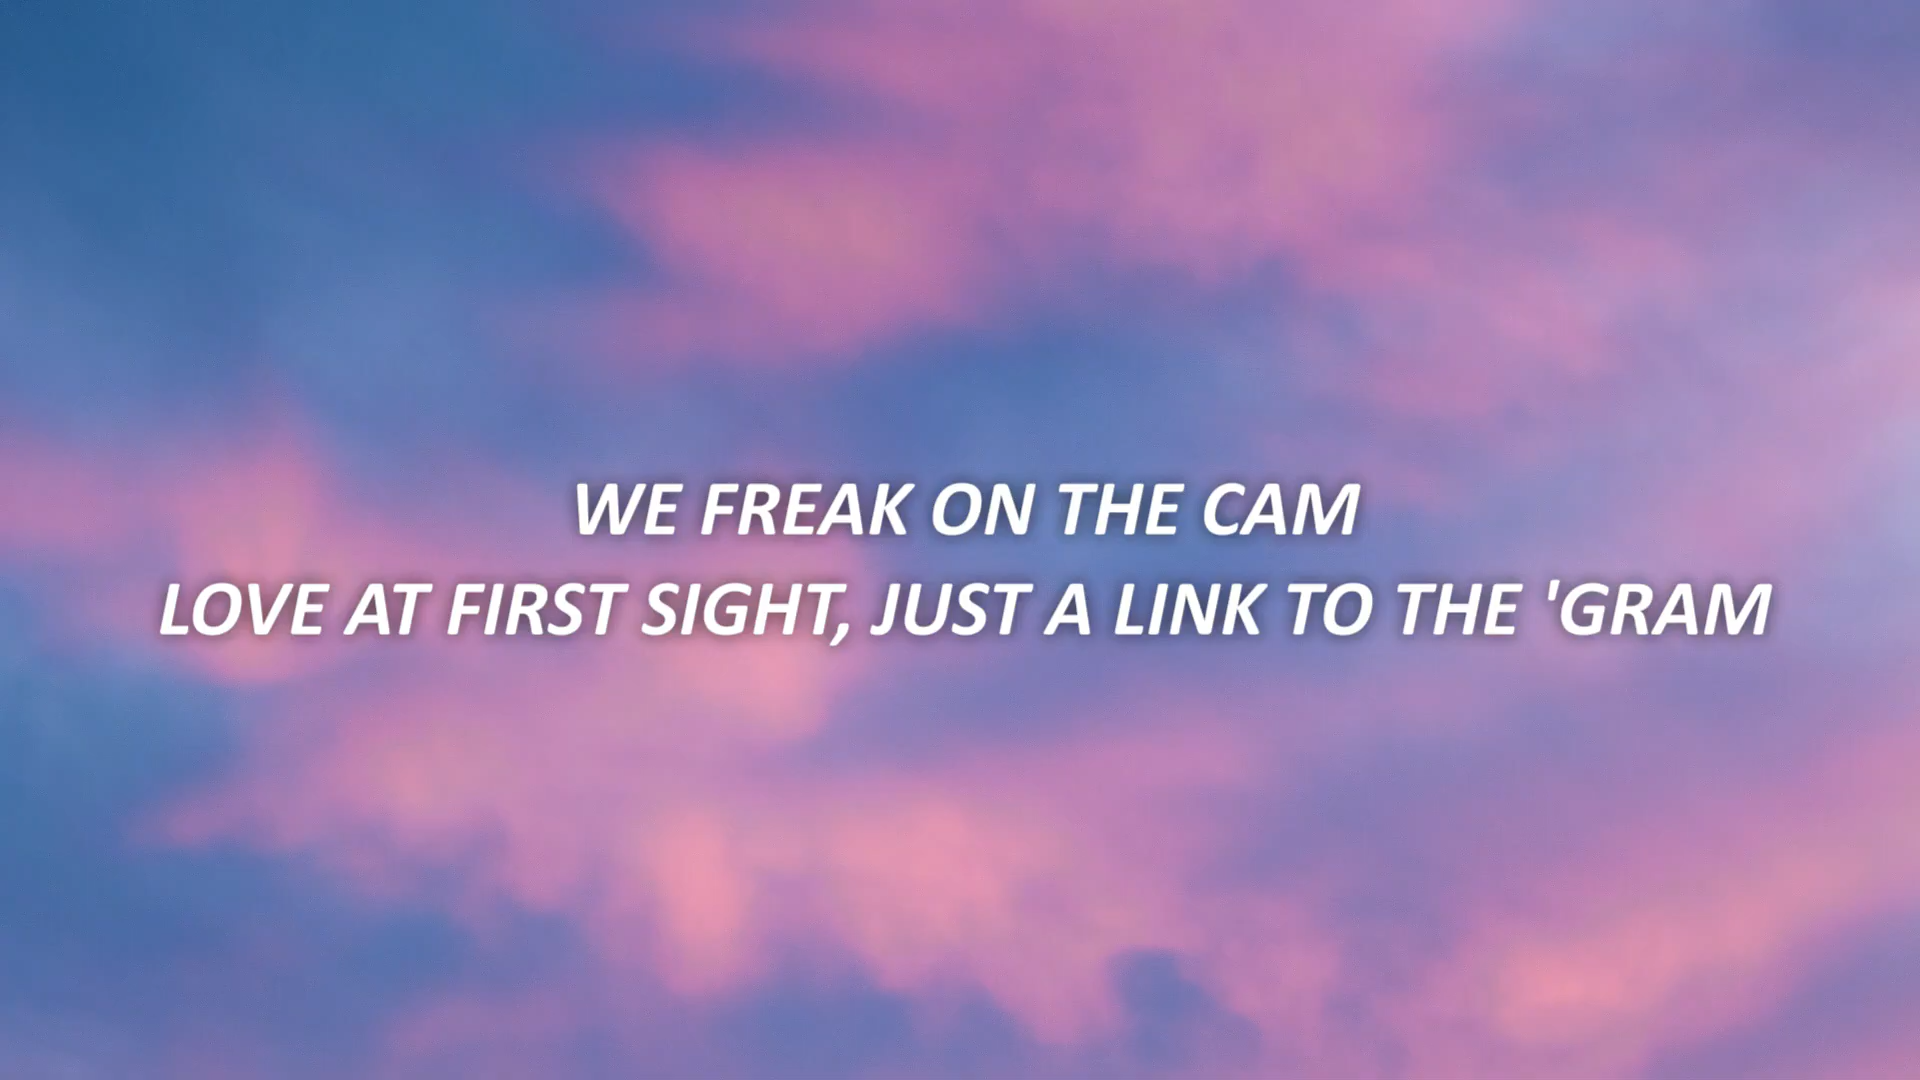 WE FREAK ON THE CAM
LOVE AT FIRST SIGHT, JUST A LINK TO THE 'GRAM